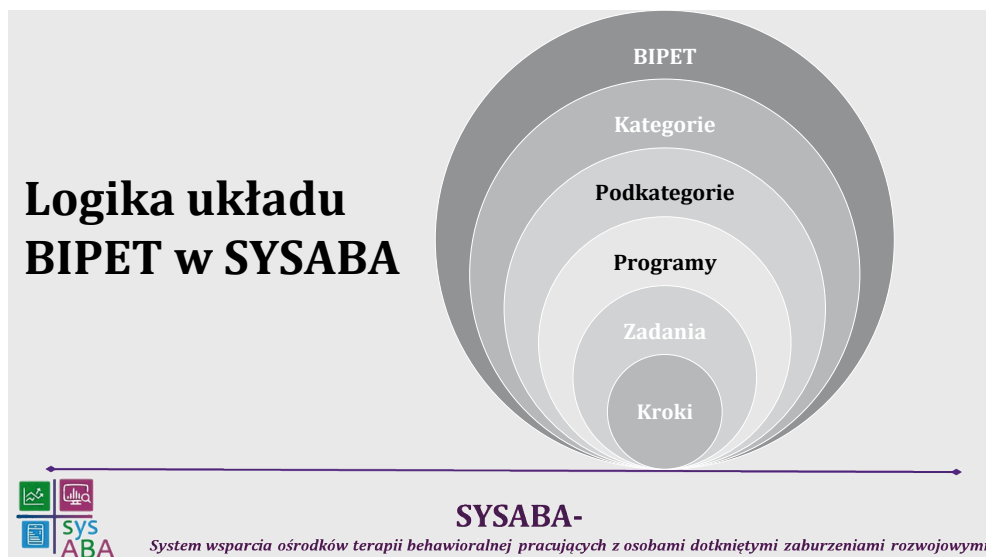 Logika układu
BIPET w SYSABA
BIPET
Kategorie
Podkategorie
Programy
Zadania
Kroki
sys
ABA
SYSABA-
System wsparcia ośrodków terapii behawioralnej pracujących z osobami dotkniętymi zaburzeniami rozwojowymi